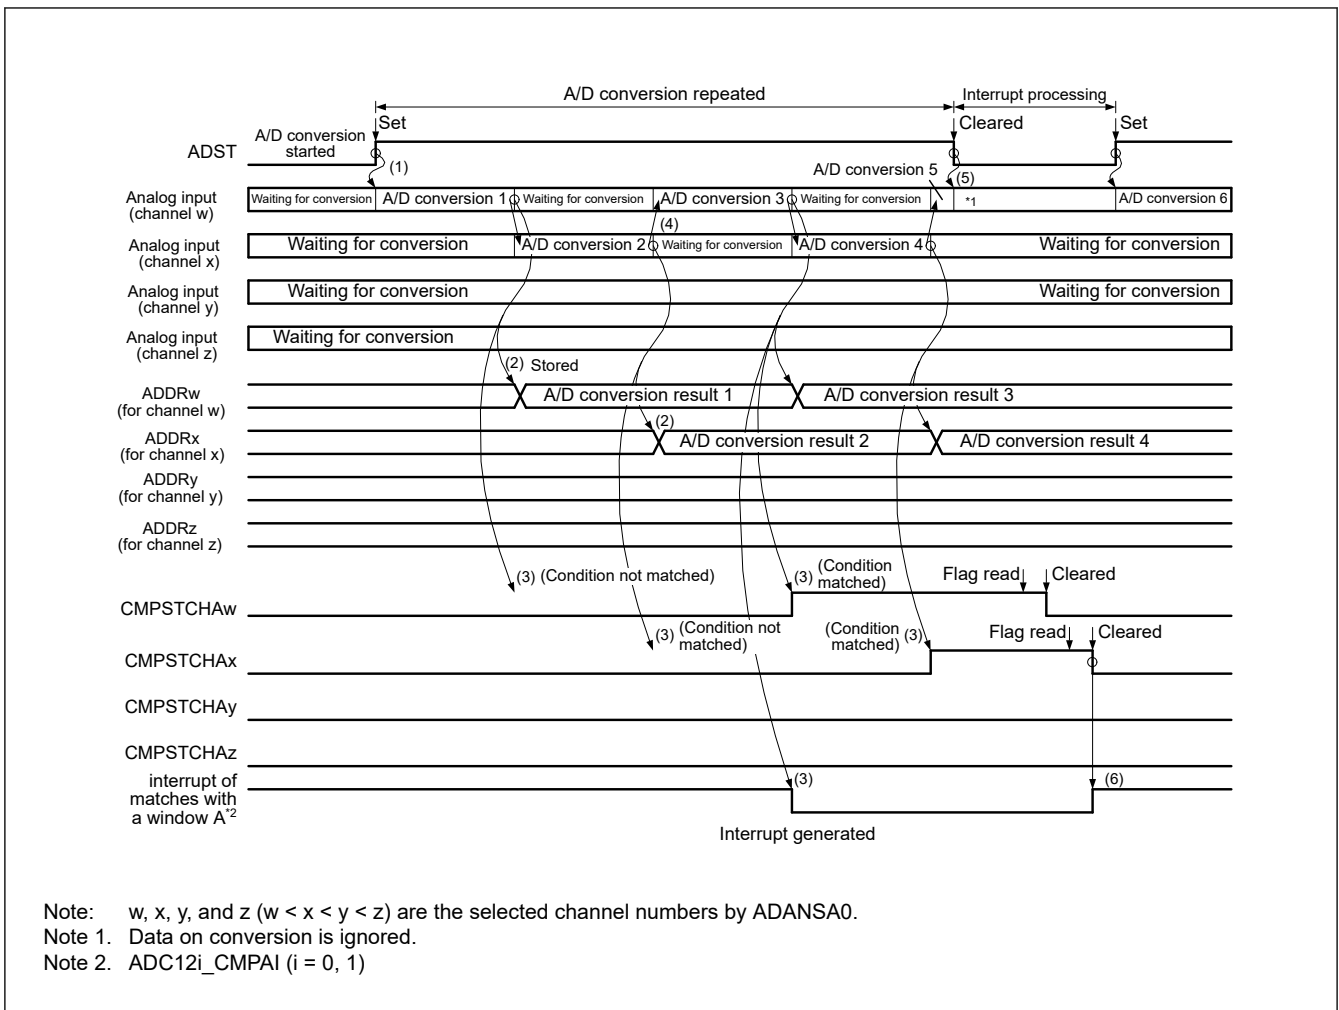 A/D conversion repeated
Interrupt processing
Set
Cleared
Set
A/D conversion
started
ADST
(1)
A/D conversion 5
(5)
Analog input
(channel w)
Waiting for conversion
A/D conversion 1
Waiting for conversion
A/D conversion 3
Waiting for conversion
*1
A/D conversion 6
(4)
Analog input
(channel x)
Waiting for conversion
A/D conversion 2
Waiting for conversion
A/D conversion 4
Waiting for conversion
Analog input
(channel y)
Waiting for conversion
Waiting for conversion
Analog input
(channel z)
Waiting for conversion
(2) Stored
ADDRw
(for channel w)
A/D conversion result 1
A/D conversion result 3
(2)
ADDRx
(for channel x)
A/D conversion result 2
A/D conversion result 4
ADDRy
(for channel y)
ADDRz
(for channel z)
(3) (Condition not matched)
(3) (Condition
matched)
Flag read
Cleared
CMPSTCHAw
(3) (Condition not
matched)
(Condition (3)
matched)
Flag read
Cleared
CMPSTCHAx
CMPSTCHAy
CMPSTCHAz
interrupt of
matches with
a window A*2
(3)
(6)
Interrupt generated
Note: w, x, y, and z (w < x < y < z) are the selected channel numbers by ADANSA0.
Note 1. Data on conversion is ignored.
Note 2. ADC12i_CMPAI (i = 0, 1)